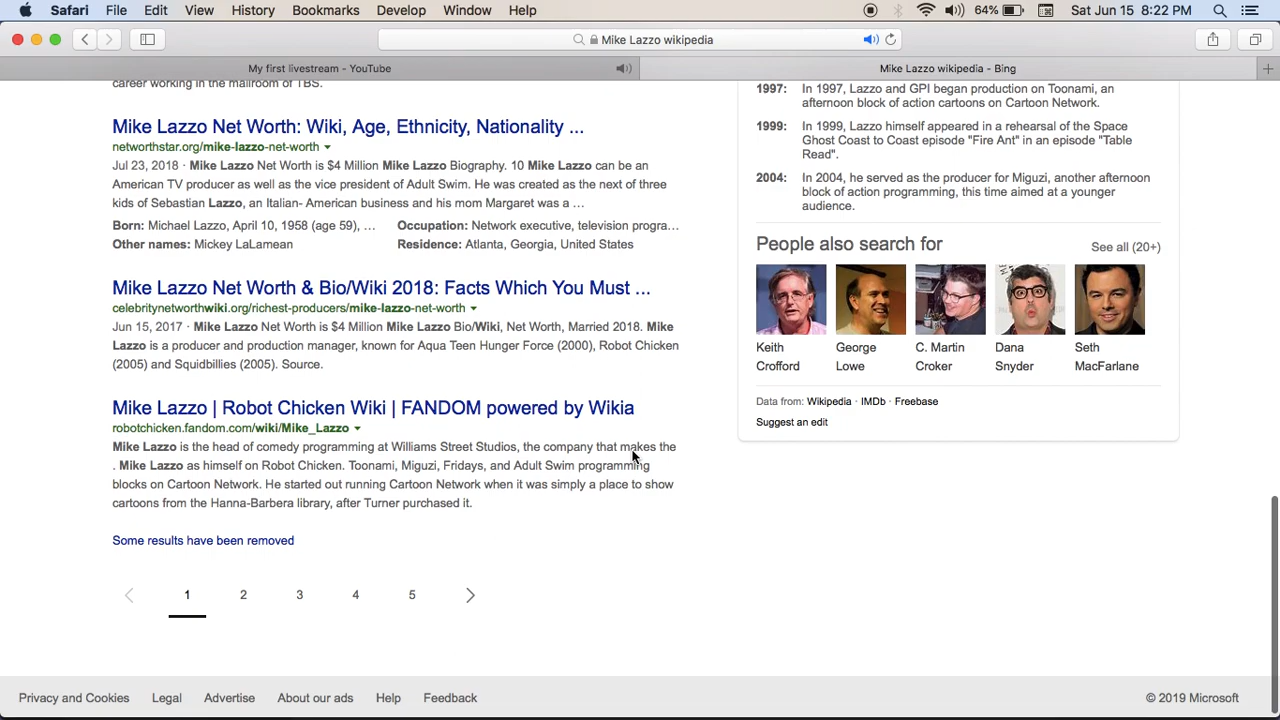 Safari File Edit View History Bookmarks Develop Window Help 64% Sat Jun 15 8:22 PM
Mike Lazzo wikipedia
My first livestream - YouTube
Mike Lazzo wikipedia - Bing
career working in the mailroom of TBS.
Mike Lazzo Net Worth: Wiki, Age, Ethnicity, Nationality ...
networthstar.org/mike-lazzo-net-worth
Jul 23, 2018 · Mike Lazzo Net Worth is $4 Million Mike Lazzo Biography. 10 Mike Lazzo can be an
American TV producer as well as the vice president of Adult Swim. He was created as the next of three
kids of Sebastian Lazzo, an Italian- American business and his mom Margaret was a ...
Born: Michael Lazzo, April 10, 1958 (age 59), ...
Occupation: Network executive, television progra...
Other names: Mickey LaLamean
Residence: Atlanta, Georgia, United States
Mike Lazzo Net Worth & Bio/Wiki 2018: Facts Which You Must ...
celebritynetworthwiki.org/richest-producers/mike-lazzo-net-worth
Jun 15, 2017 · Mike Lazzo Net Worth is $4 Million Mike Lazzo Bio/Wiki, Net Worth, Married 2018. Mike
Lazzo is a producer and production manager, known for Aqua Teen Hunger Force (2000), Robot Chicken
(2005) and Squidbillies (2005). Source.
Mike Lazzo | Robot Chicken Wiki | FANDOM powered by Wikia
robotchicken.fandom.com/wiki/Mike_Lazzo
Mike Lazzo is the head of comedy programming at Williams Street Studios, the company that makes the
. Mike Lazzo as himself on Robot Chicken. Toonami, Miguzi, Fridays, and Adult Swim programming
blocks on Cartoon Network. He started out running Cartoon Network when it was simply a place to show
cartoons from the Hanna-Barbera library, after Turner purchased it.
Some results have been removed
1 2 3 4 5
1997: In 1997, Lazzo and GPI began production on Toonami, an
afternoon block of action cartoons on Cartoon Network.
1999: In 1999, Lazzo himself appeared in a rehearsal of the Space
Ghost Coast to Coast episode "Fire Ant" in an episode "Table
Read".
2004: In 2004, he served as the producer for Miguzi, another afternoon
block of action programming, this time aimed at a younger
audience.
People also search for
See all (20+)
Keith
Crofford
George
Lowe
C. Martin
Croker
Dana
Snyder
Seth
MacFarlane
Data from: Wikipedia · IMDb · Freebase
Suggest an edit
Privacy and Cookies Legal Advertise About our ads Help Feedback © 2019 Microsoft